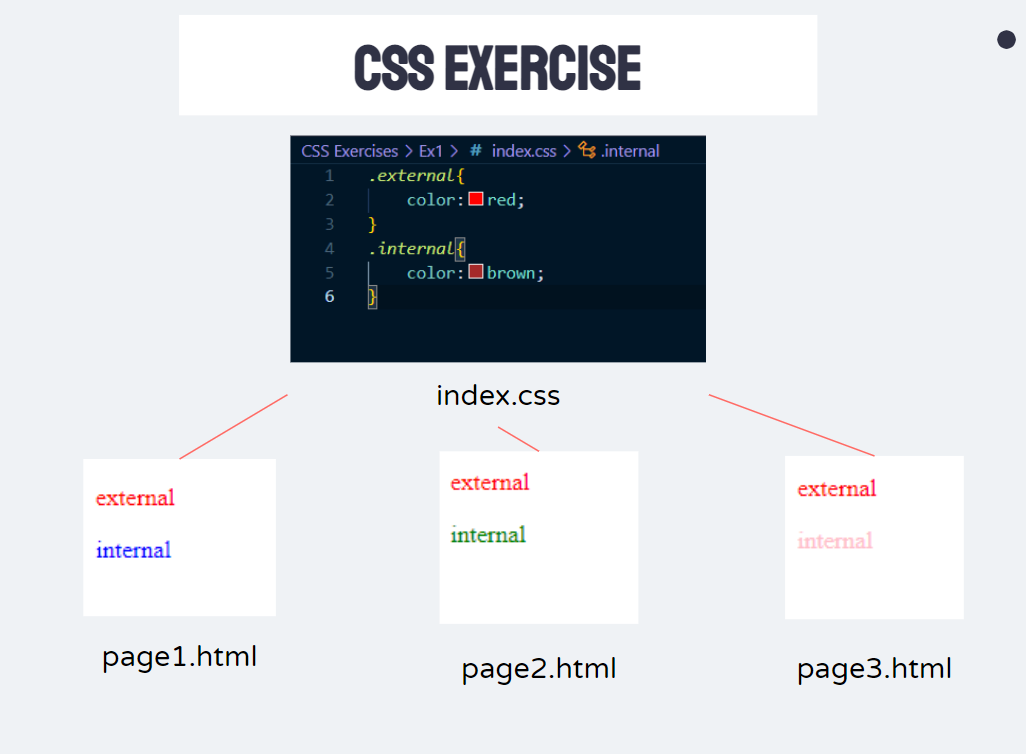 CSS EXERCISE
CSS Exercises > Ex1 > # index.css > .internal
1 .external{
2 color: red;
3 }
4 .internal{
5 color: brown;
6 }
index.css
external
internal
page1.html
external
internal
page2.html
external
internal
page3.html